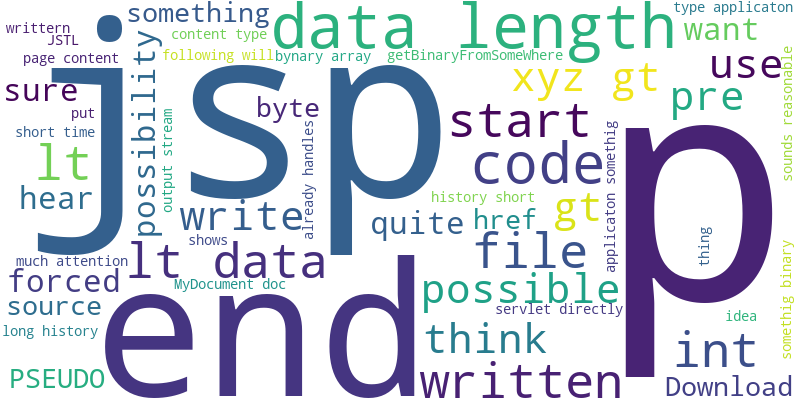 writtern
JSTL
something
data length
type applicaton
want
page content
content type
following will
bynary array
getBinaryFromSomeWhere
sure
jsp
possibility
byte
xyz gt
use
pre
put
short time
start
p
sounds reasonable
lt
output stream
already handles
code
hear
write
history short
quite
href
gt
applicaton somethig
thing
shows
lt data
file
much attention
forced
MyDocument doc
possible
somethig binary
source
end
servlet directly
idea
long history
think
int
PSEUDO
written
Download